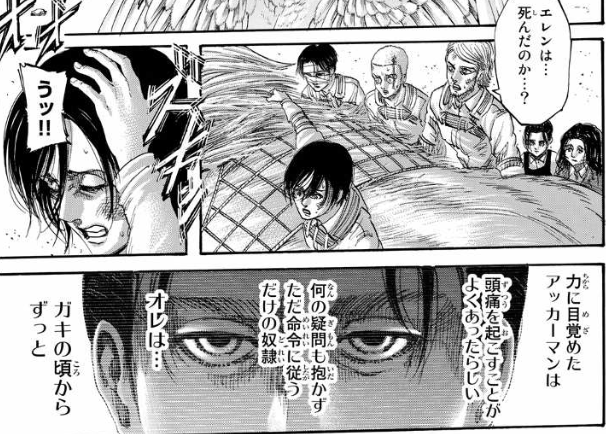 エレンは…
死んだのか…?
うッ!!
力に目覚めた
アッカーマンは
頭痛を起こすことが
よくあったらしい
何の疑問も抱かず
ただ命令に従う
だけの奴隷
オレは…
ガキの頃から
ずっと